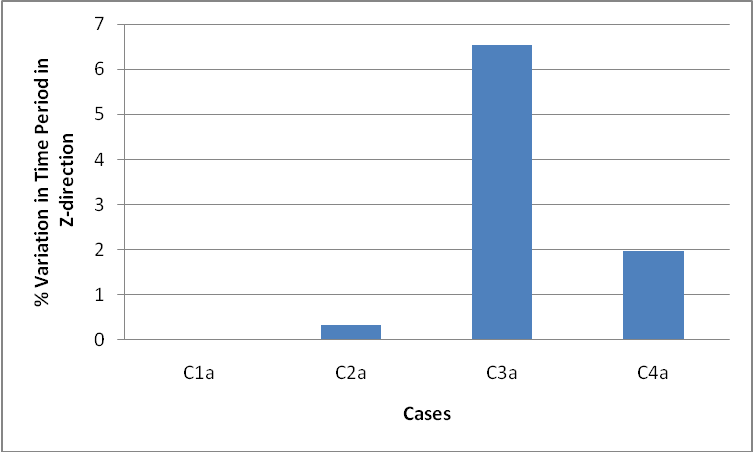 % Variation in Time Period in
Z-direction
7
6
5
4
3
2
1
0
C1a
C2a
C3a
C4a
Cases